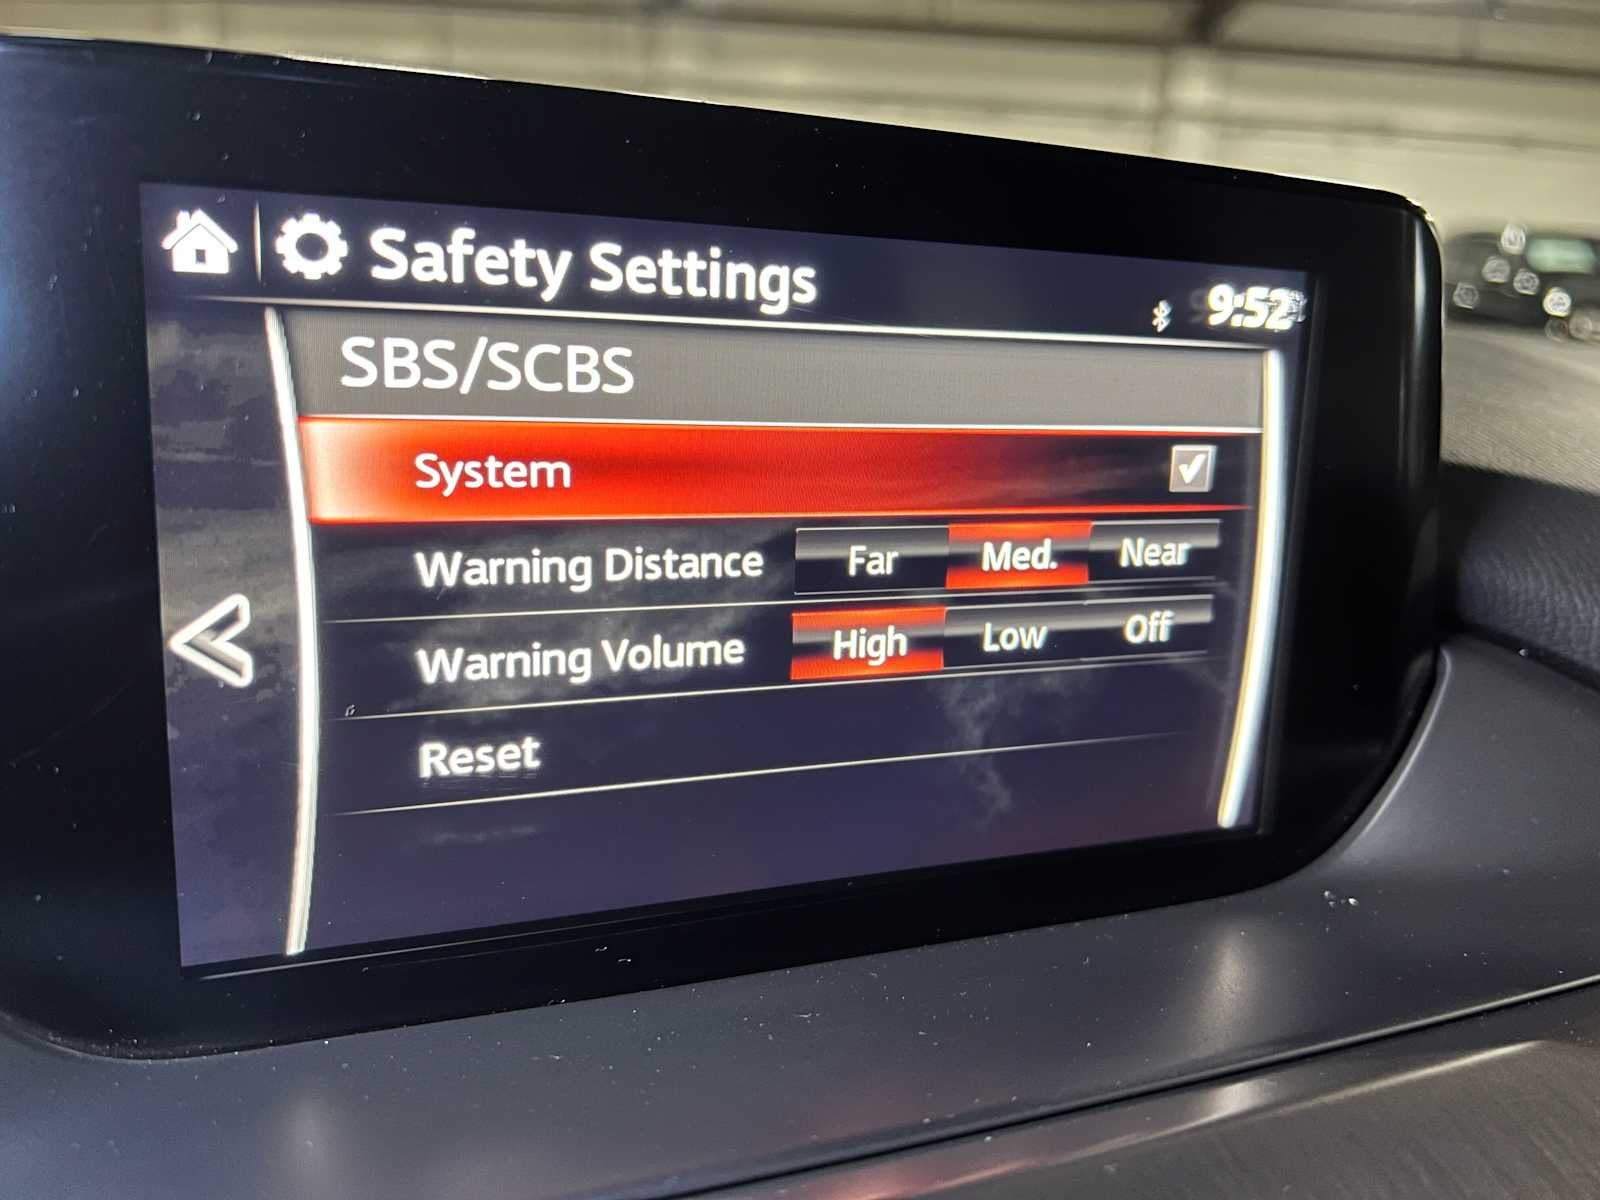 Safety Settings
9:52
SBS/SCBS
System
Warning Distance Far Med. Near
Warning Volume High Low Off
Reset